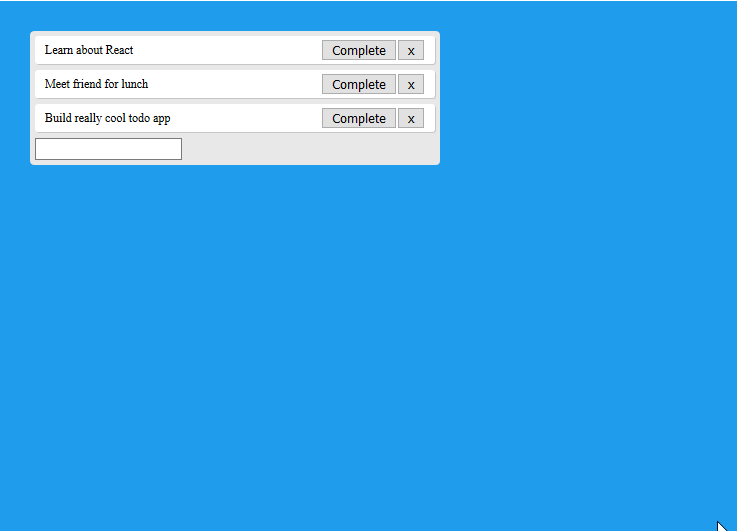 Learn about React Complete x
Meet friend for lunch Complete x
Build really cool todo app Complete x